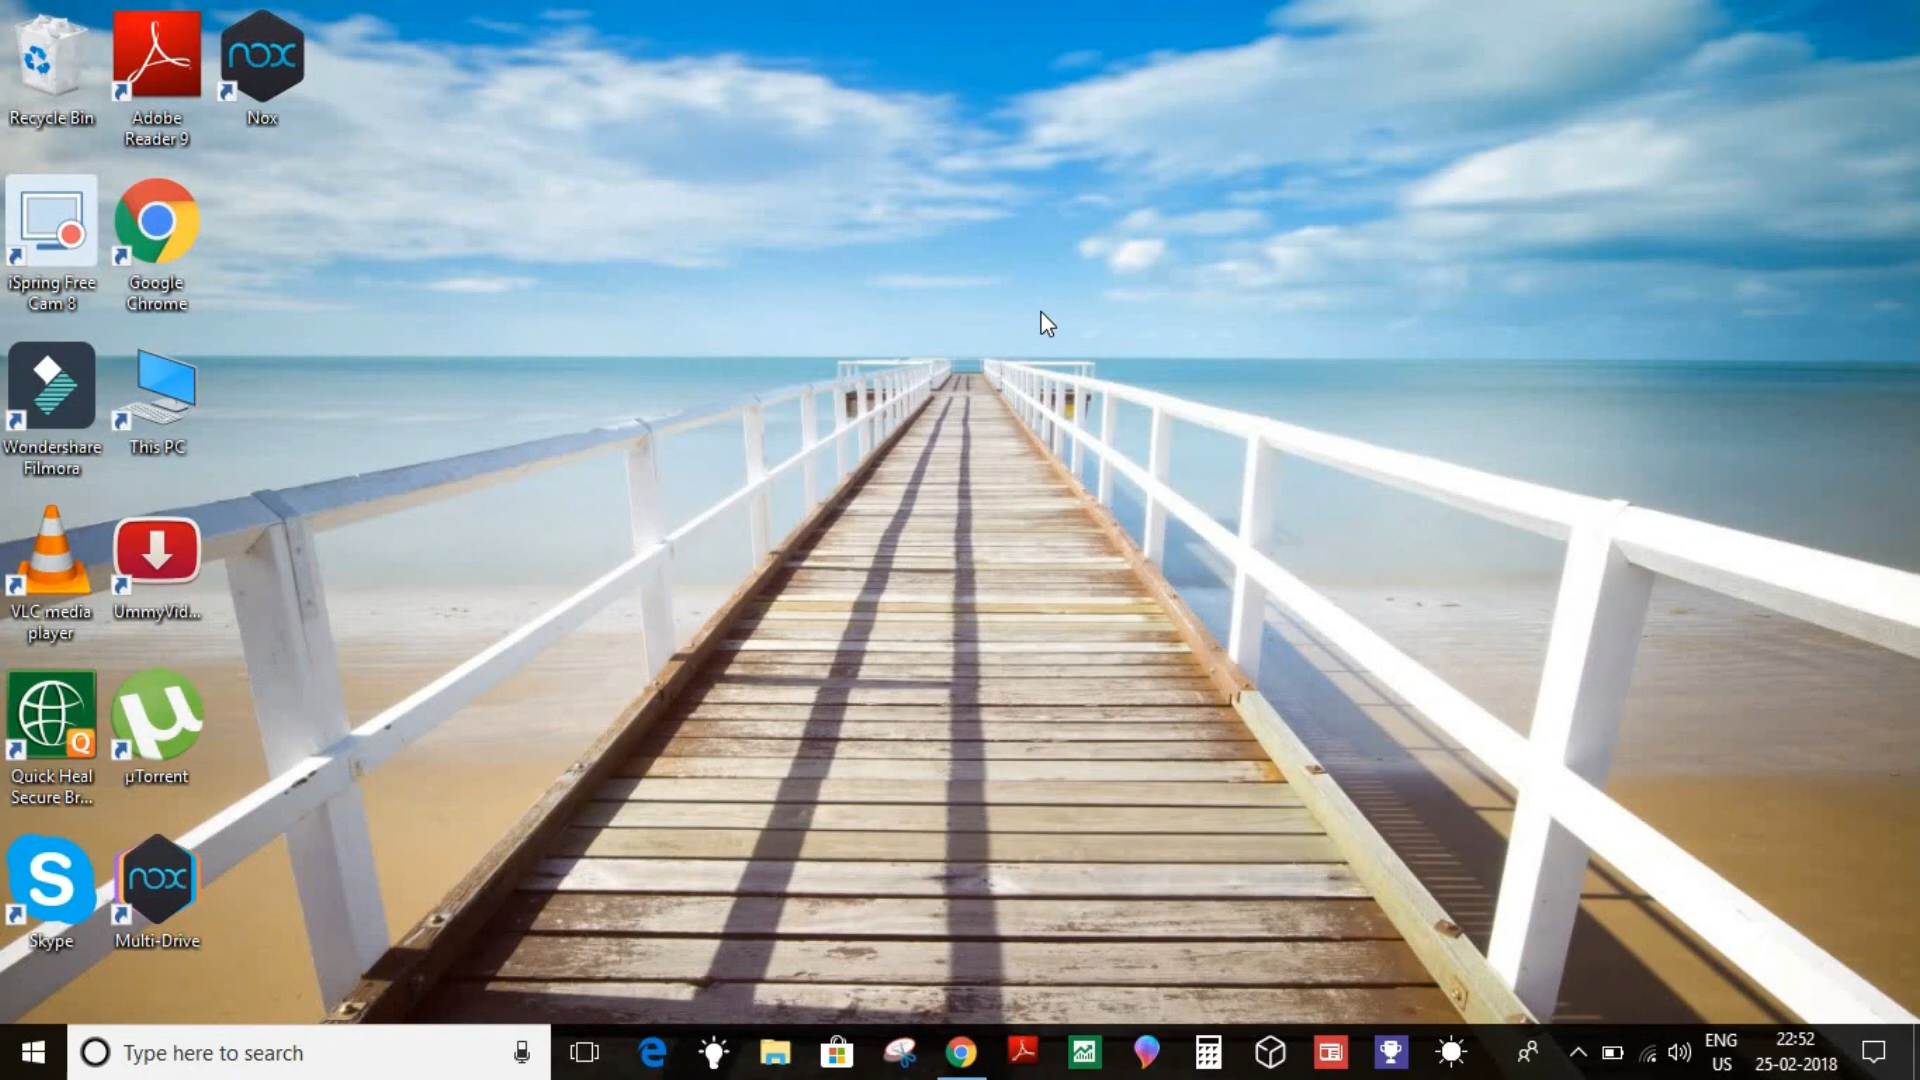 Recycle Bin
Adobe
Reader 9
nox
Nox
iSpring Free
Cam 8
Google
Chrome
Wondershare
Filmora
This PC
VLC media
player
UmmyVid...
Q
Quick Heal
Secure Br...
µ
µTorrent
S
Skype
nox
Multi-Drive
Type here to search
ENG
US
22:52
25-02-2018